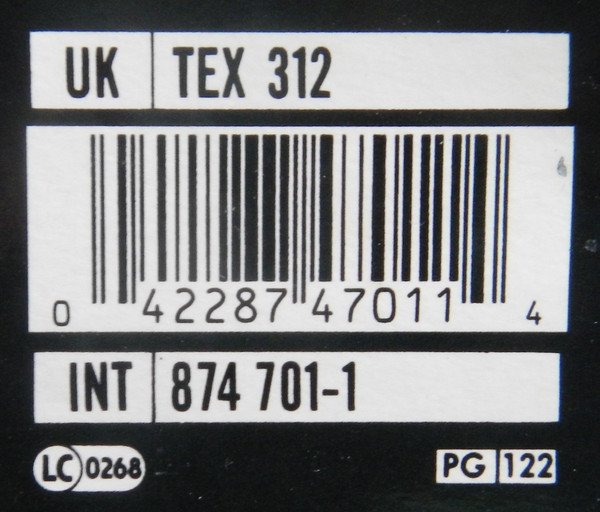 UK TEX 312
0 42287 47011 4
INT 874 701-1
LC 0268 PG 122